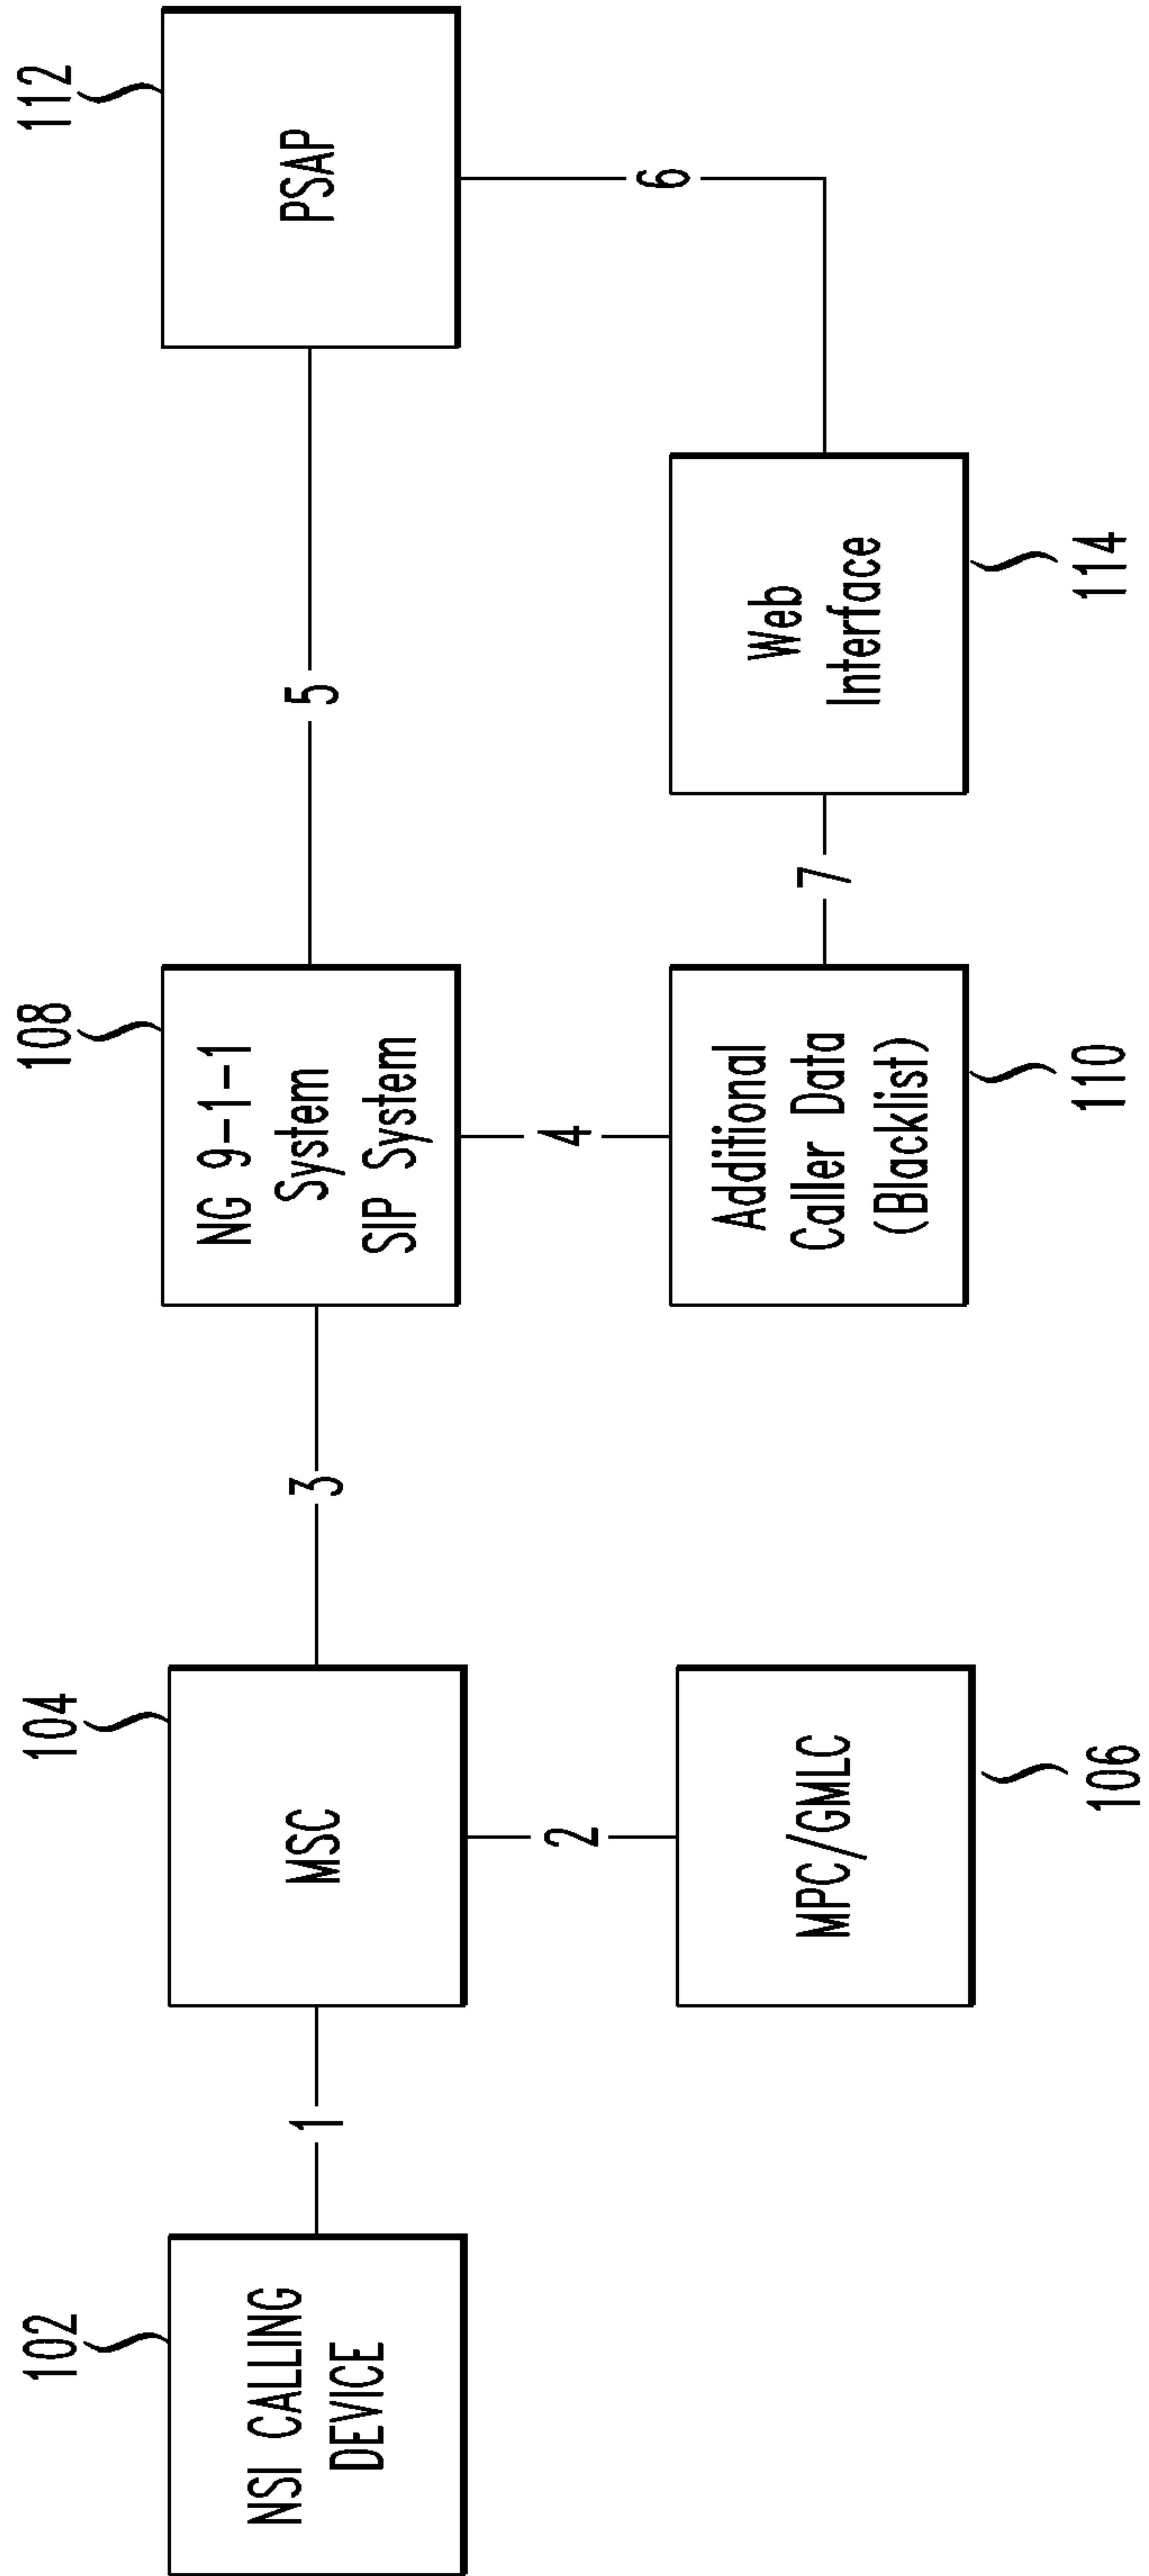 102
104
108
112
NSI CALLING
DEVICE
1
MSC
3
NG 9-1-1
System
SIP System
5
PSAP
2
4
6
MPC/GMLC
Additional
Caller Data
(Blacklist)
7
Web
Interface
106
110
114